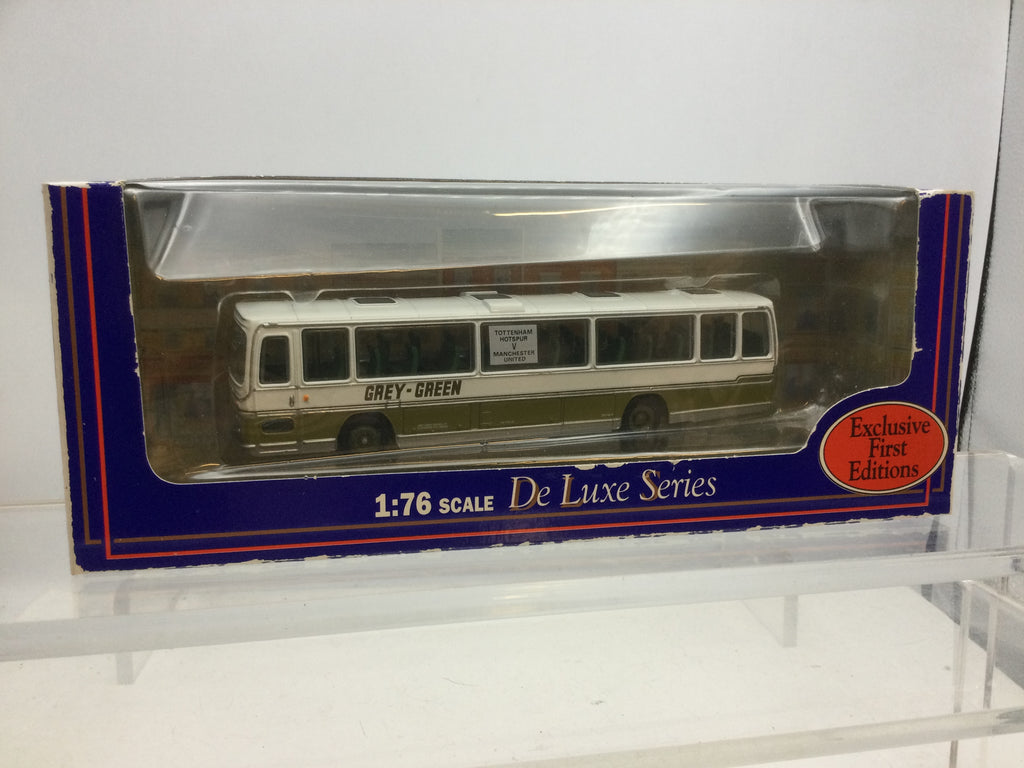 TOTTENHAM
HOTSPUR
V
MANCHESTER
UNITED
GREY-GREEN
1:76 SCALE De Luxe Series
Exclusive
First
Editions